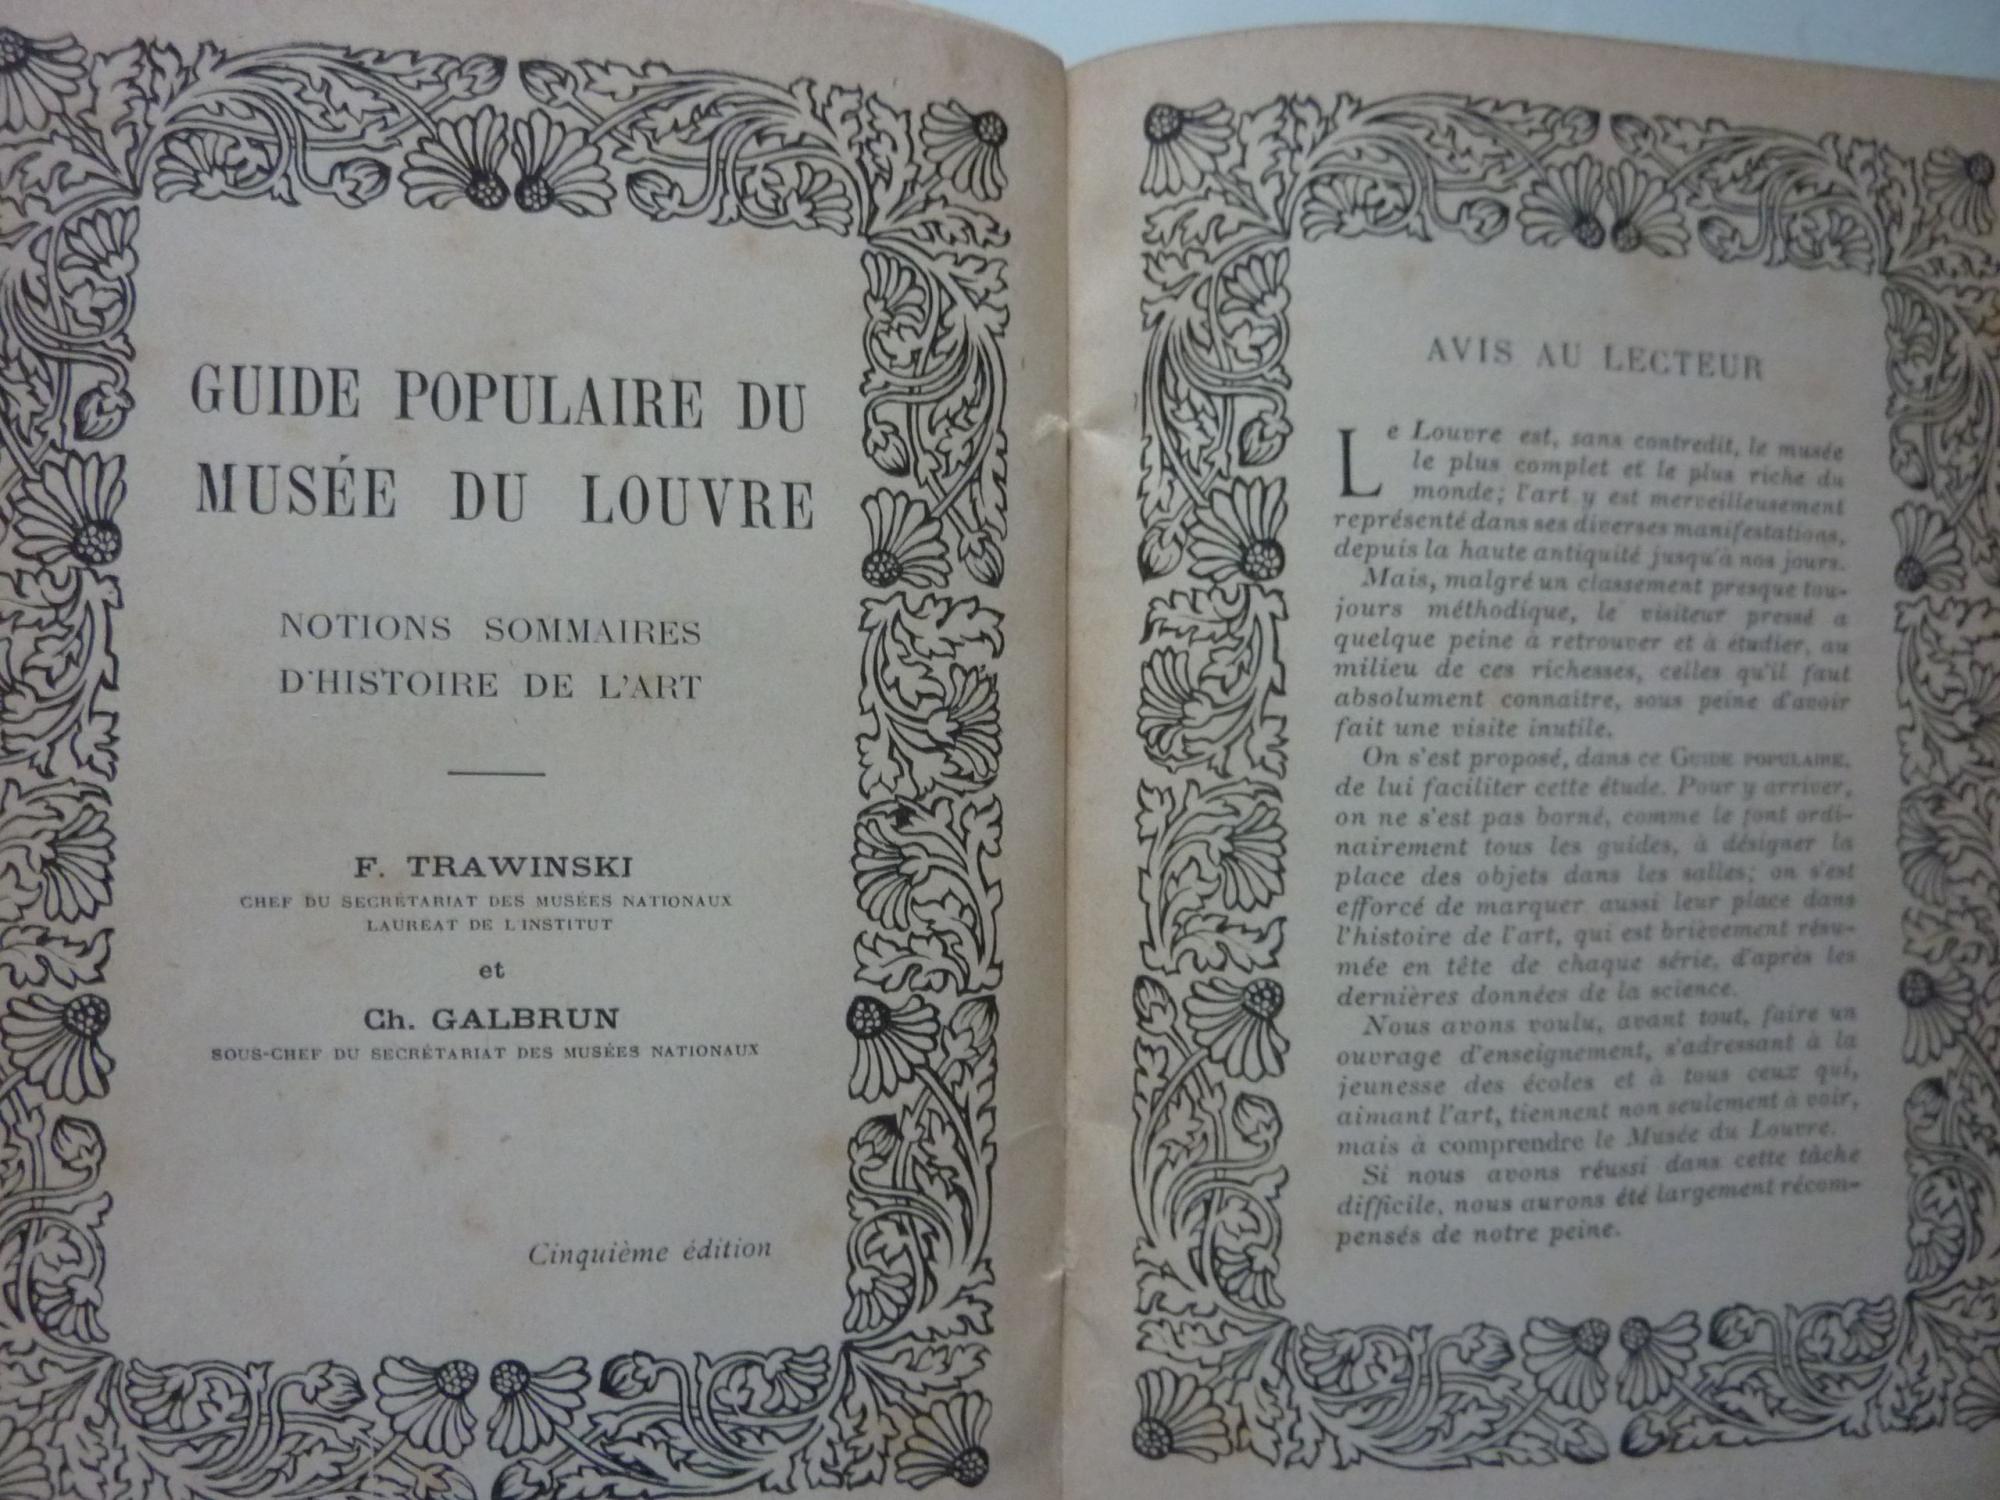 GUIDE POPULAIRE DU
MUSÉE DU LOUVRE
NOTIONS SOMMAIRES
D'HISTOIRE DE L'ART
F. TRAWINSKI
CHEF DU SECRÉTARIAT DES MUSÉES NATIONAUX
LAURÉAT DE L'INSTITUT
et
Ch. GALBRUN
SOUS-CHEF DU SECRÉTARIAT DES MUSÉES NATIONAUX
Cinquième édition
AVIS AU LECTEUR
Le Louvre est, sans contredit, le musée
le plus complet et le plus riche du
monde; l'art y est merveilleusement
représenté dans ses diverses manifestations,
depuis la haute antiquité jusqu'à nos jours.
Mais, malgré un classement presque tou-
jours méthodique, le visiteur pressé a
quelque peine à retrouver et à étudier, au
milieu de ces richesses, celles qu'il faut
absolument connaître, sous peine d'avoir
fait une visite inutile.
On s'est proposé, dans ce GUIDE POPULAIRE,
de lui faciliter cette étude. Pour y arriver,
on ne s'est pas borné, comme le font ordi-
nairement tous les guides, à désigner la
place des objets dans les salles; on s'est
efforcé de marquer aussi leur place dans
l'histoire de l'art, qui est brièvement résu-
mée en tête de chaque série, d'après les
dernières données de la science.
Nous avons voulu, avant tout, faire un
ouvrage d'enseignement, s'adressant à la
jeunesse des écoles et à tous ceux qui,
aimant l'art, tiennent non seulement à voir,
mais à comprendre le Musée du Louvre.
Si nous avons réussi dans cette tâche
difficile, nous aurons été largement récom-
pensés de notre peine.